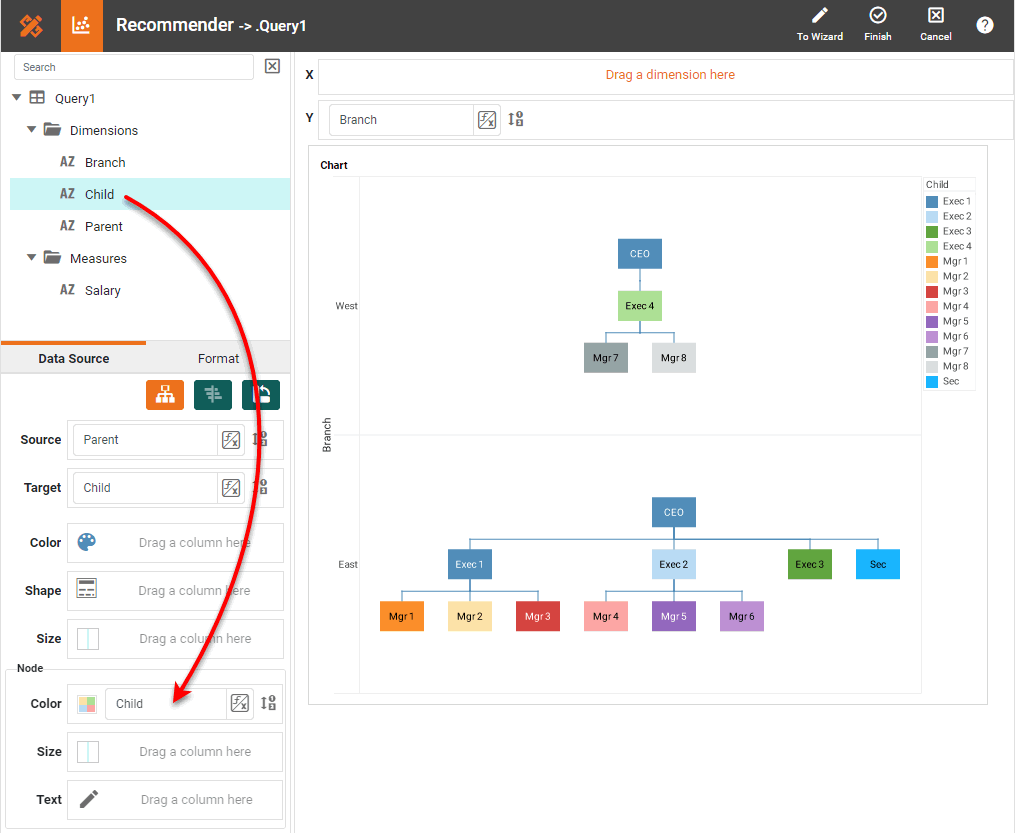 Recommender -> .Query1
To Wizard
Finish
Cancel
?
Search
Query1
Dimensions
AZ Branch
AZ Child
AZ Parent
Measures
AZ Salary
Data Source
Format
Source
Parent
Target
Child
Color
Drag a column here
Shape
Drag a column here
Size
Drag a column here
Node
Color
Child
Size
Drag a column here
Text
Drag a column here
X
Drag a dimension here
Y
Branch
Chart
Branch
West
CEO
Exec 4
Mgr 7
Mgr 8
East
CEO
Exec 1
Exec 2
Exec 3
Sec
Mgr 1
Mgr 2
Mgr 3
Mgr 4
Mgr 5
Mgr 6
Child
Exec 1
Exec 2
Exec 3
Exec 4
Mgr 1
Mgr 2
Mgr 3
Mgr 4
Mgr 5
Mgr 6
Mgr 7
Mgr 8
Sec